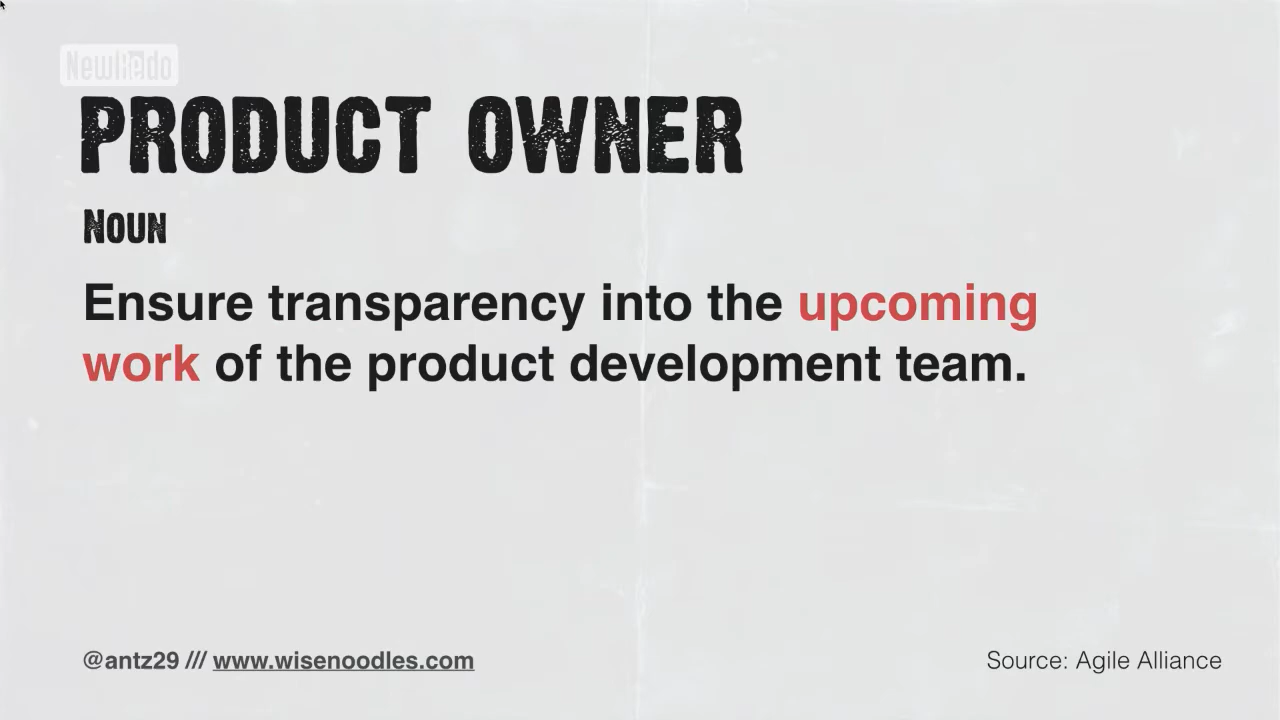 NewRedo
PRODUCT OWNER
NOUN
Ensure transparency into the upcoming
work of the product development team.
@antz29 /// www.wisenoodles.com
Source: Agile Alliance